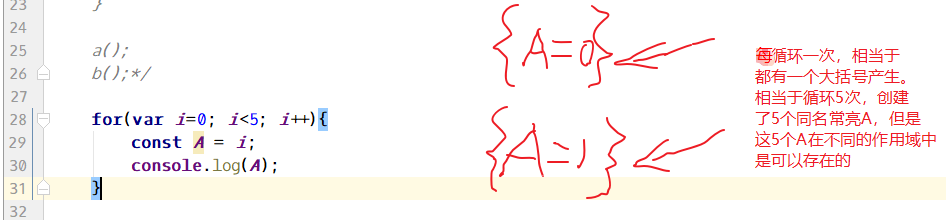 23 }
24
25 a();
26 b();*/
27
28 for(var i=0; i<5; i++){
29 const A = i;
30 console.log(A);
31 }
32
{A=0}
{A=1}
每循环一次，相当于
都有一个大括号产生。
相当于循环5次，创建
了5个同名常亮A，但是
这5个A在不同的作用域中
是可以存在的